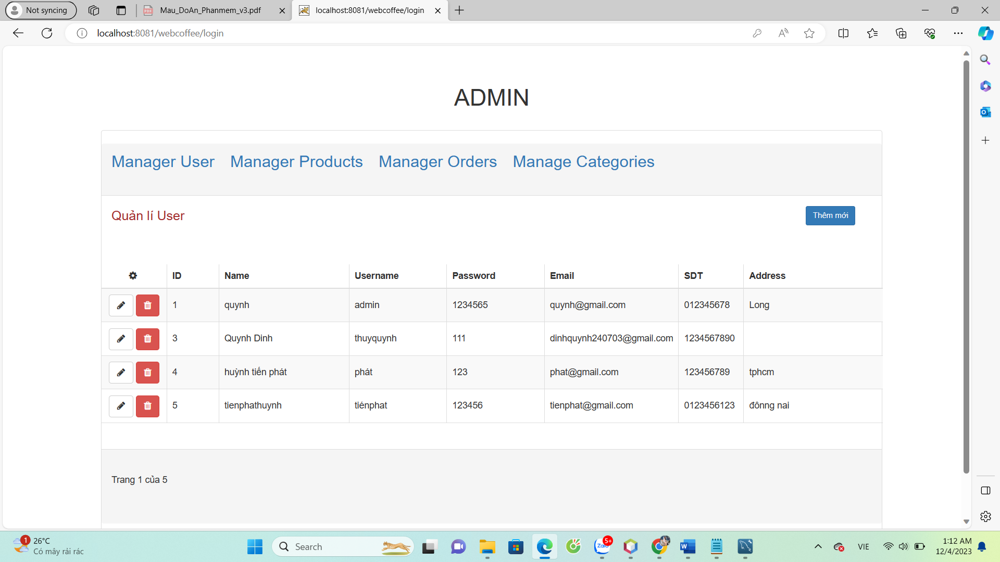 Not syncing
Mau_DoAn_Phanmem_v3.pdf
localhost:8081/webcoffee/login
localhost:8081/webcoffee/login
ADMIN
Manager User Manager Products Manager Orders Manage Categories
Quản lí User
Thêm mới
ID Name Username Password Email SDT Address
1 quynh admin 1234565 quynh@gmail.com 012345678 Long
3 Quynh Dinh thuyquynh 111 dinhquynh240703@gmail.com 1234567890
4 huỳnh tiến phát phát 123 phat@gmail.com 123456789 tphcm
5 tienphathuynh tiénphat 123456 tienphat@gmail.com 0123456123 đônng nai
Trang 1 của 5
1
26°C
Có mây rải rác
Search
Zalo
5+
VIE
1:12 AM
12/4/2023